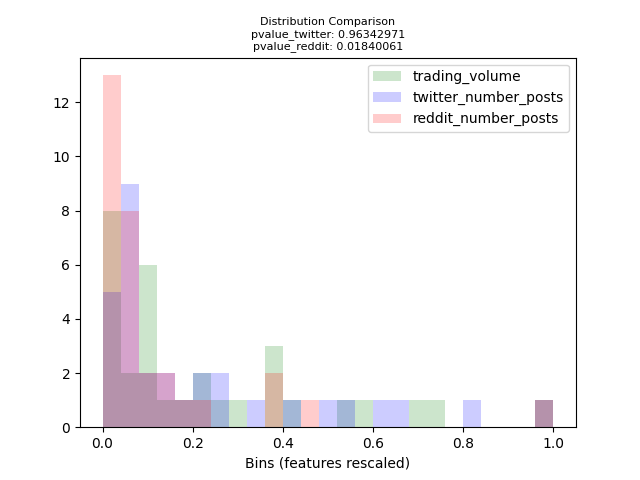 Distribution Comparison
pvalue_twitter: 0.96342971
pvalue_reddit: 0.01840061
trading_volume
twitter_number_posts
reddit_number_posts
12
10
8
6
4
2
0
0.0 0.2 0.4 0.6 0.8 1.0
Bins (features rescaled)